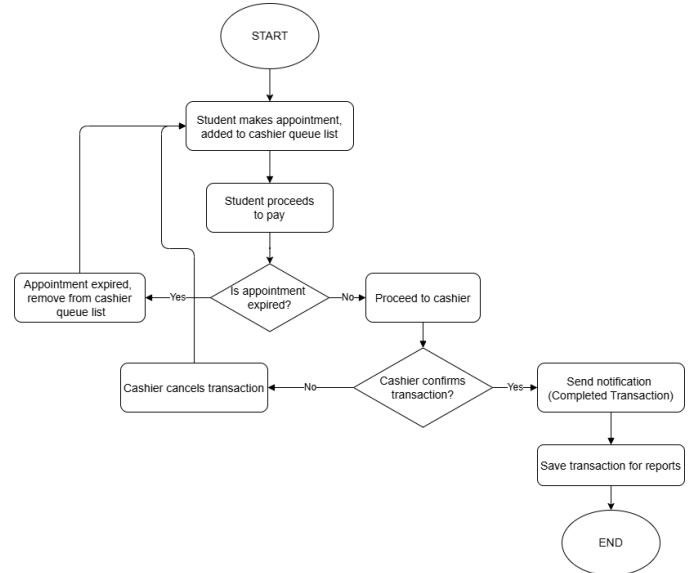 START
Student makes appointment,
added to cashier queue list
Student proceeds
to pay
Is appointment
expired?
Yes
No
Appointment expired,
remove from cashier
queue list
Proceed to cashier
Cashier confirms
transaction?
No
Yes
Cashier cancels transaction
Send notification
(Completed Transaction)
Save transaction for reports
END